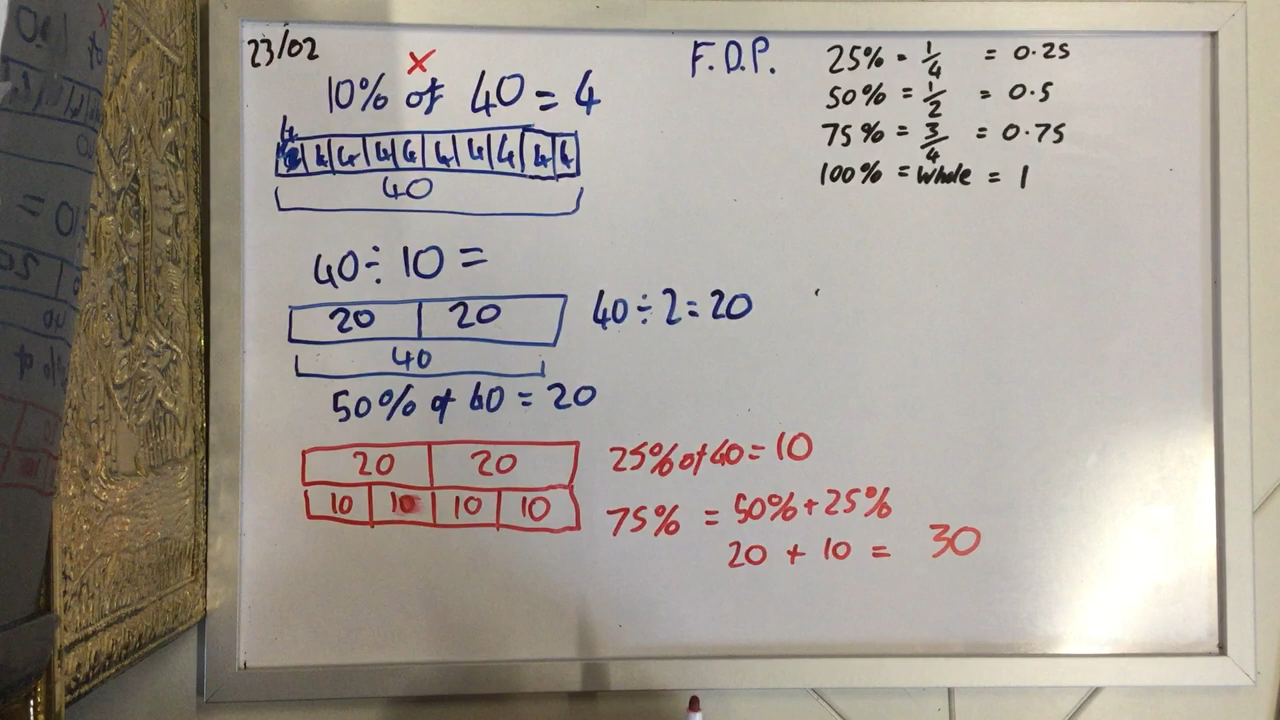 23/02
×
10% of 40 = 4
4
4 4 4 4 4 4 4 4 4
40
40 ÷ 10 =
20 20
40 ÷ 2 = 20
40
50% of 40 = 20
20 20
10 10 10 10
25% of 40 = 10
75% = 50% + 25%
20 + 10 = 30
F.D.P.
25% = 1/4 = 0.25
50% = 1/2 = 0.5
75% = 3/4 = 0.75
100% = whole = 1